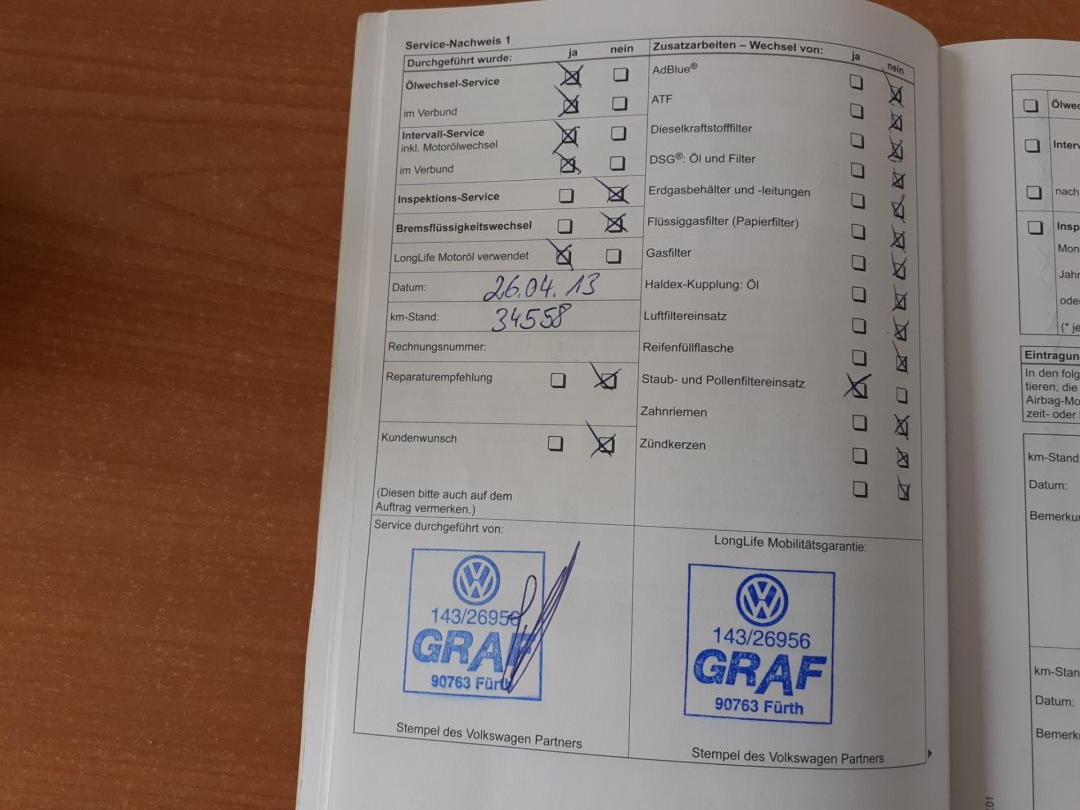 Service-Nachweis 1
Durchgeführt wurde: ja nein
Ölwechsel-Service
im Verbund
Intervall-Service
inkl. Motorölwechsel
im Verbund
Inspektions-Service
Bremsflüssigkeitswechsel
LongLife Motoröl verwendet
Datum: 26.04.13
km-Stand: 34558
Rechnungsnummer:
Reparaturempfehlung
Kundenwunsch
(Diesen bitte auch auf dem
Auftrag vermerken.)
Service durchgeführt von:
VW
143/26956
GRAF
90763 Fürth
Stempel des Volkswagen Partners
Zusatzarbeiten – Wechsel von: ja nein
AdBlue®
ATF
Dieselkraftstofffilter
DSG®: Öl und Filter
Erdgasbehälter und -leitungen
Flüssiggasfilter (Papierfilter)
Gasfilter
Haldex-Kupplung: Öl
Luftfiltereinsatz
Reifenfüllflasche
Staub- und Pollenfiltereinsatz
Zahnriemen
Zündkerzen
LongLife Mobilitätsgarantie:
VW
143/26956
GRAF
90763 Fürth
Stempel des Volkswagen Partners
nach
Mon
Jahr
oder
(* je
Eintragun
In den folg
tieren, die
Airbag-Mo
zeit- oder
km-Stand
Datum:
Bemerku
km-Stan
Datum:
Bemerku